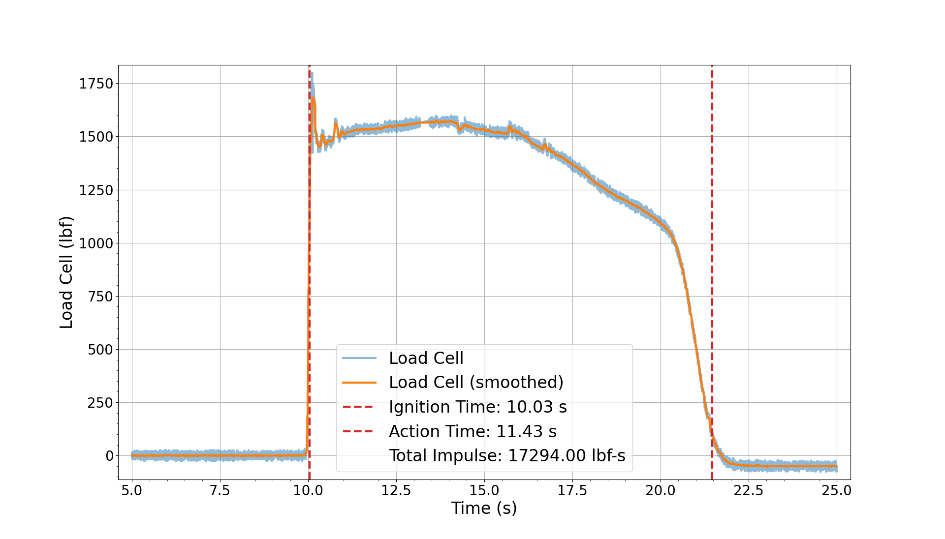 1750
1500
1250
1000
750
500
250
0
Load Cell (lbf)
Load Cell
Load Cell (smoothed)
Ignition Time: 10.03 s
Action Time: 11.43 s
Total Impulse: 17294.00 lbf-s
5.0 7.5 10.0 12.5 15.0 17.5 20.0 22.5 25.0
Time (s)